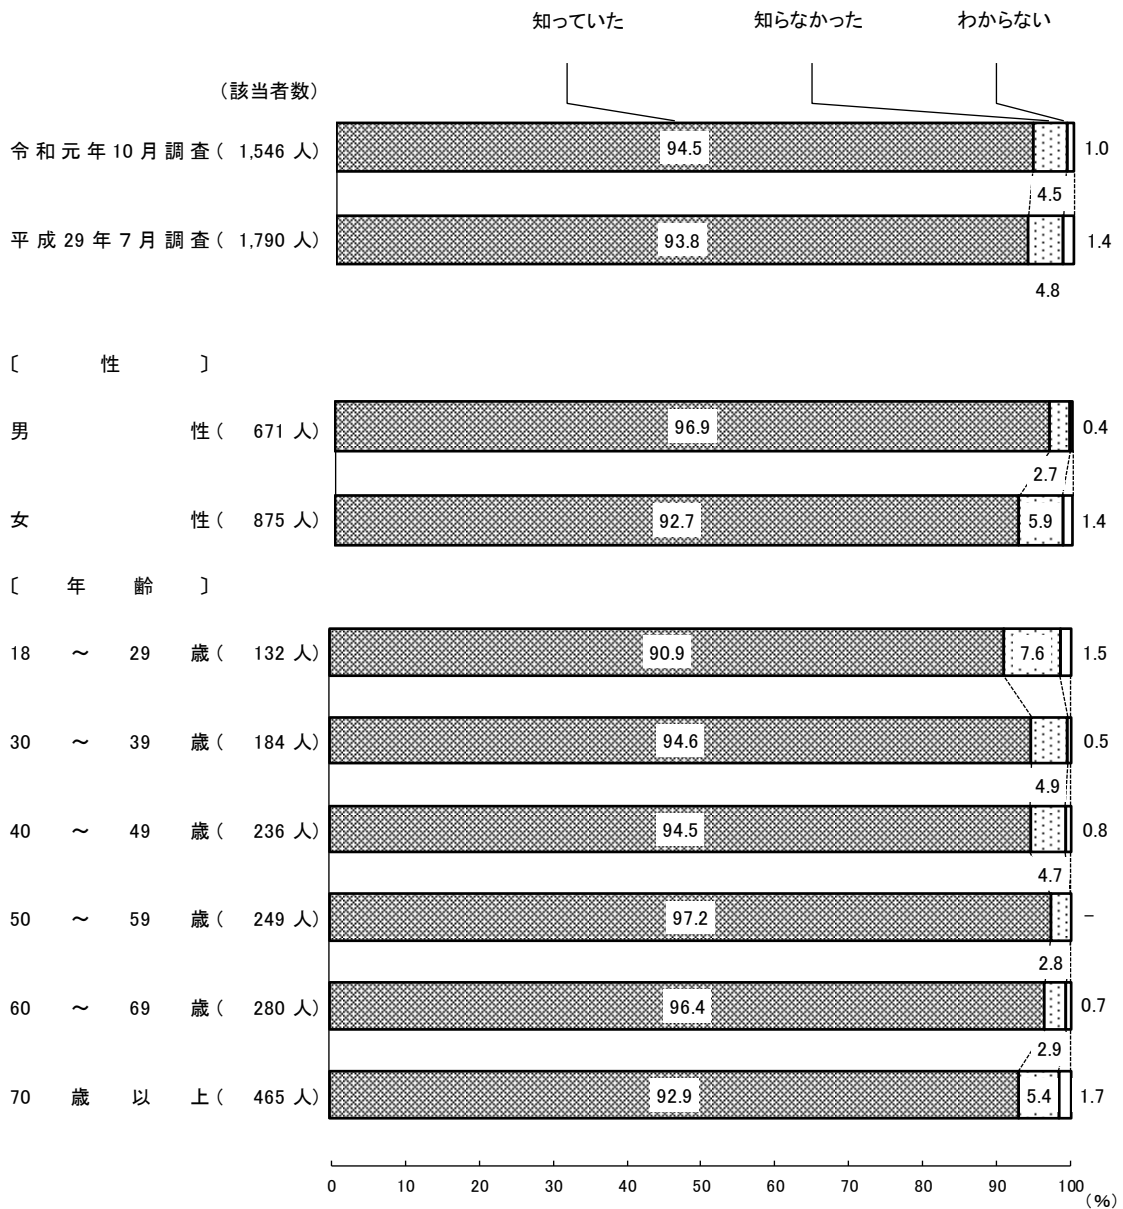 知っていた 知らなかった わからない
（該当者数）
令和元年10月調査( 1,546 人) 94.5 1.0
4.5
平成29年７月調査( 1,790 人) 93.8 1.4
4.8
〔 性 〕
男 性( 671 人) 96.9 0.4
2.7
女 性( 875 人) 92.7 5.9 1.4
〔 年 齢 〕
18 ～ 29 歳( 132 人) 90.9 7.6 1.5
30 ～ 39 歳( 184 人) 94.6 0.5
4.9
40 ～ 49 歳( 236 人) 94.5 0.8
4.7
50 ～ 59 歳( 249 人) 97.2 -
2.8
60 ～ 69 歳( 280 人) 96.4 0.7
2.9
70 歳 以 上( 465 人) 92.9 5.4 1.7
0 10 20 30 40 50 60 70 80 90 100
（％）